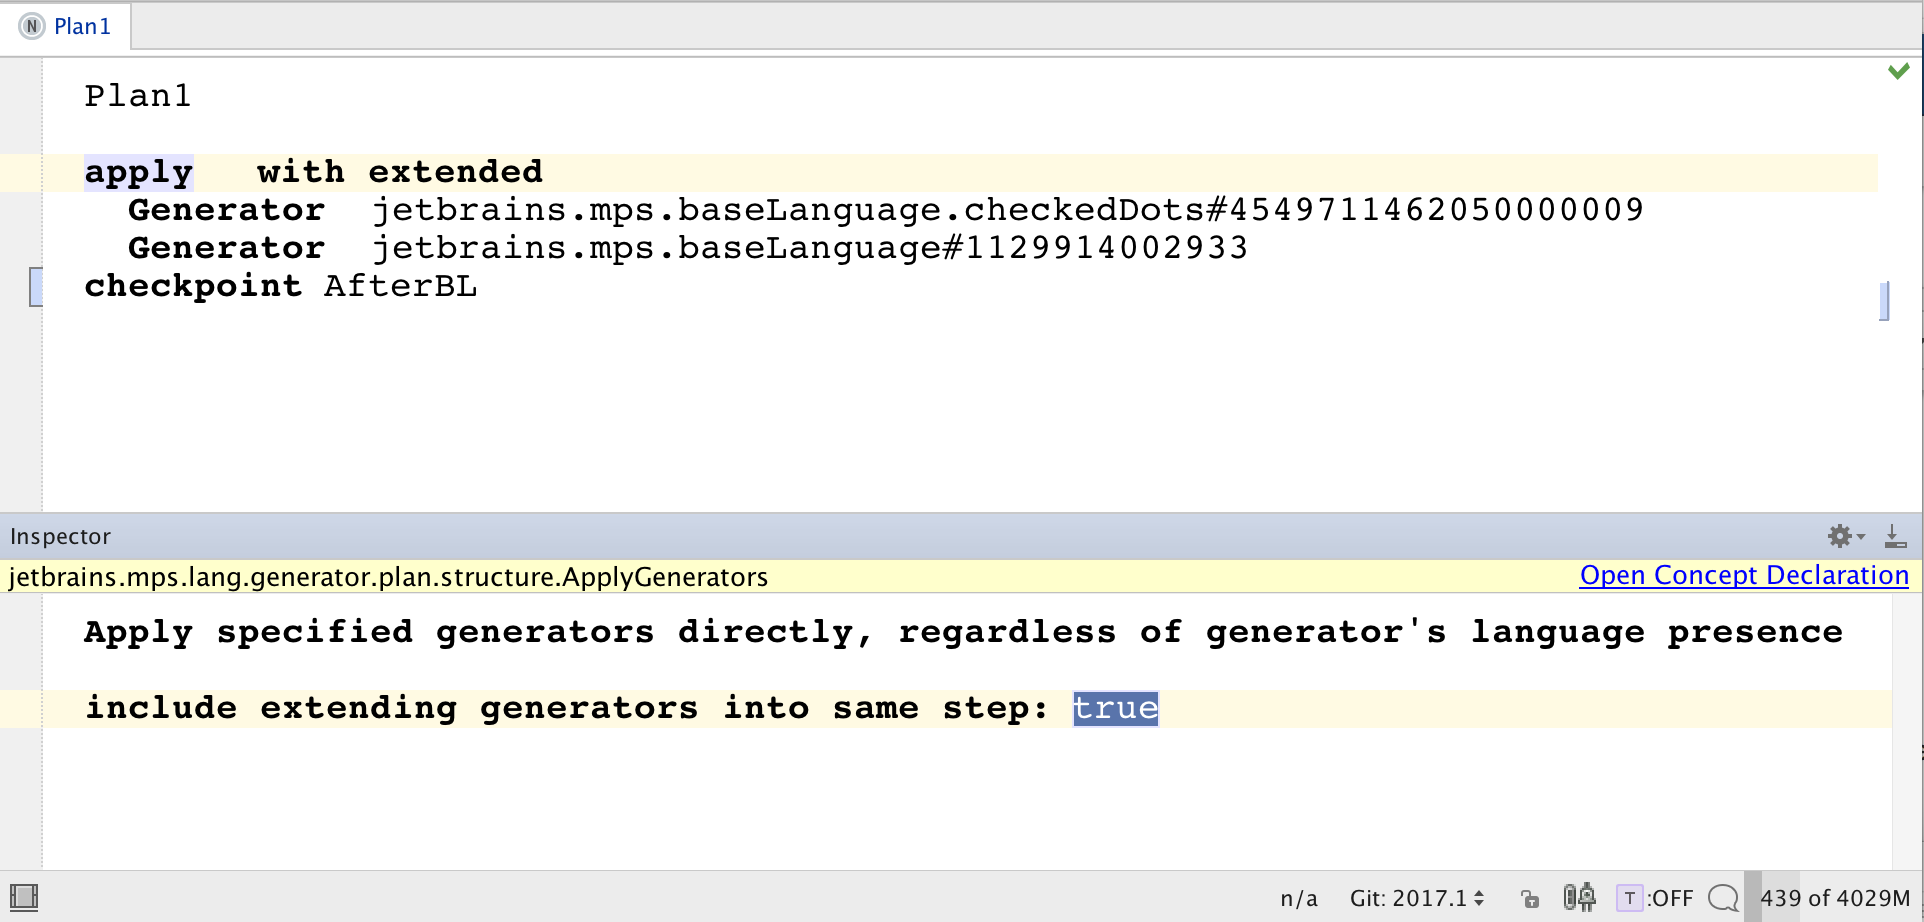 N Plan1
Plan1
apply with extended
Generator jetbrains.mps.baseLanguage.checkedDots#4549711462050000009
Generator jetbrains.mps.baseLanguage#1129914002933
checkpoint AfterBL
Inspector
jetbrains.mps.lang.generator.plan.structure.ApplyGenerators Open Concept Declaration
Apply specified generators directly, regardless of generator's language presence
include extending generators into same step: true
n/a Git: 2017.1 T :OFF 439 of 4029M